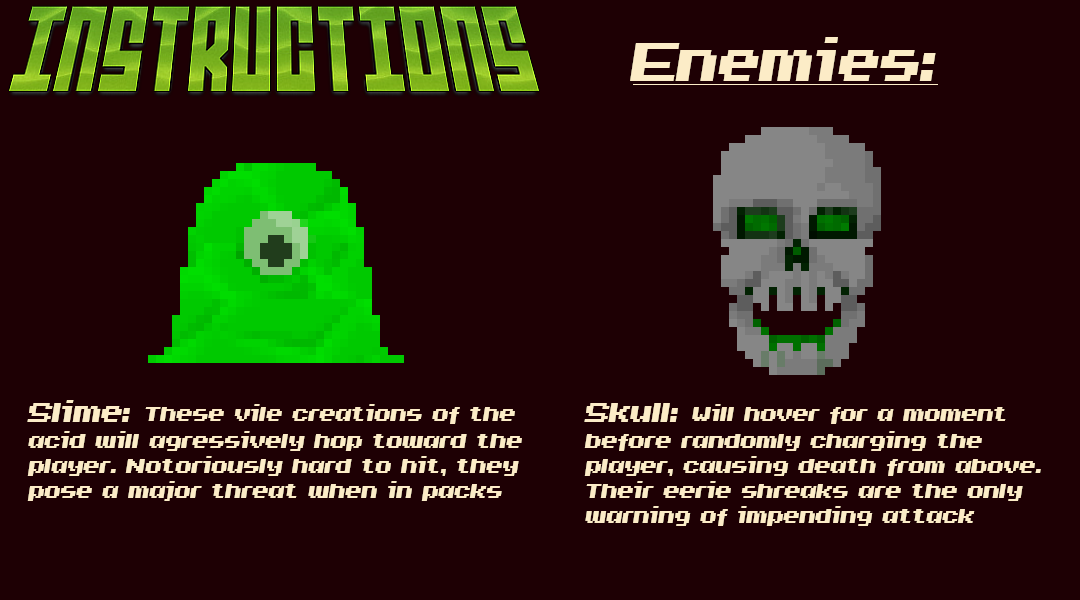 INSTRUCTIONS
Enemies:
Slime: These vile creations of the
acid will agressively hop toward the
player. Notoriously hard to hit, they
pose a major threat when in packs
Skull: Will hover for a moment
before randomly charging the
player, causing death from above.
Their eerie shreaks are the only
warning of impending attack